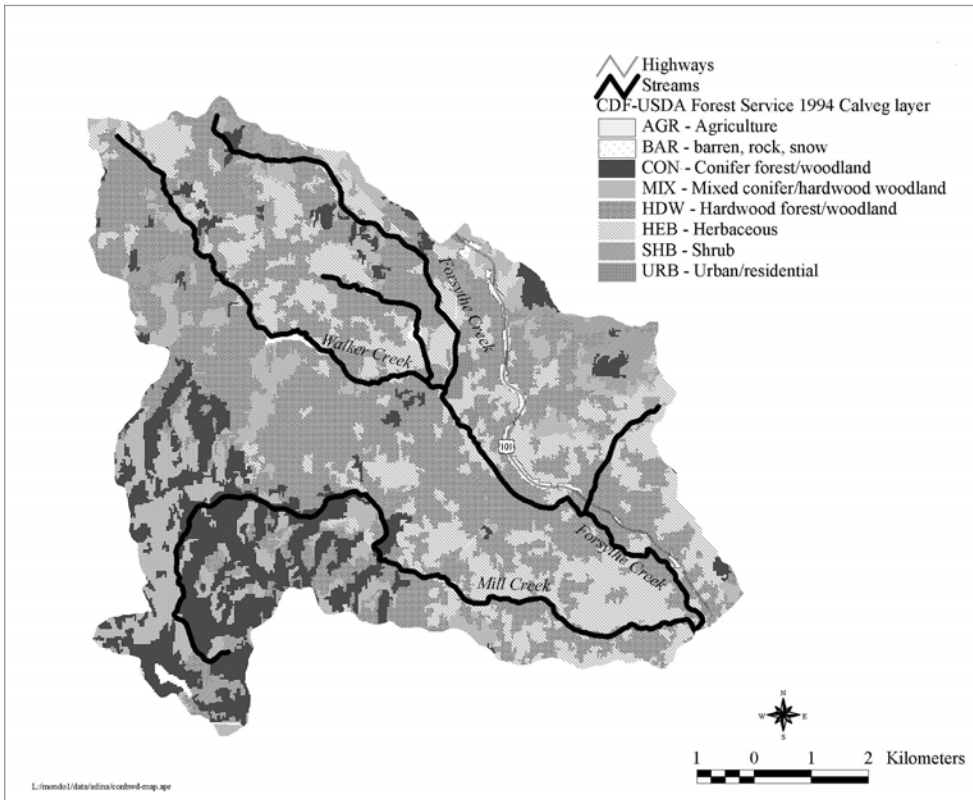 Highways
Streams
CDF-USDA Forest Service 1994 Calveg layer
AGR - Agriculture
BAR - barren, rock, snow
CON - Conifer forest/woodland
MIX - Mixed conifer/hardwood woodland
HDW - Hardwood forest/woodland
HEB - Herbaceous
SHB - Shrub
URB - Urban/residential
Forsythe Creek
Walker Creek
101
Forsythe Creek
Mill Creek
N
W E
S
1 0 1 2 Kilometers
L:/mondo1/data/adina/conhwd-map.apr